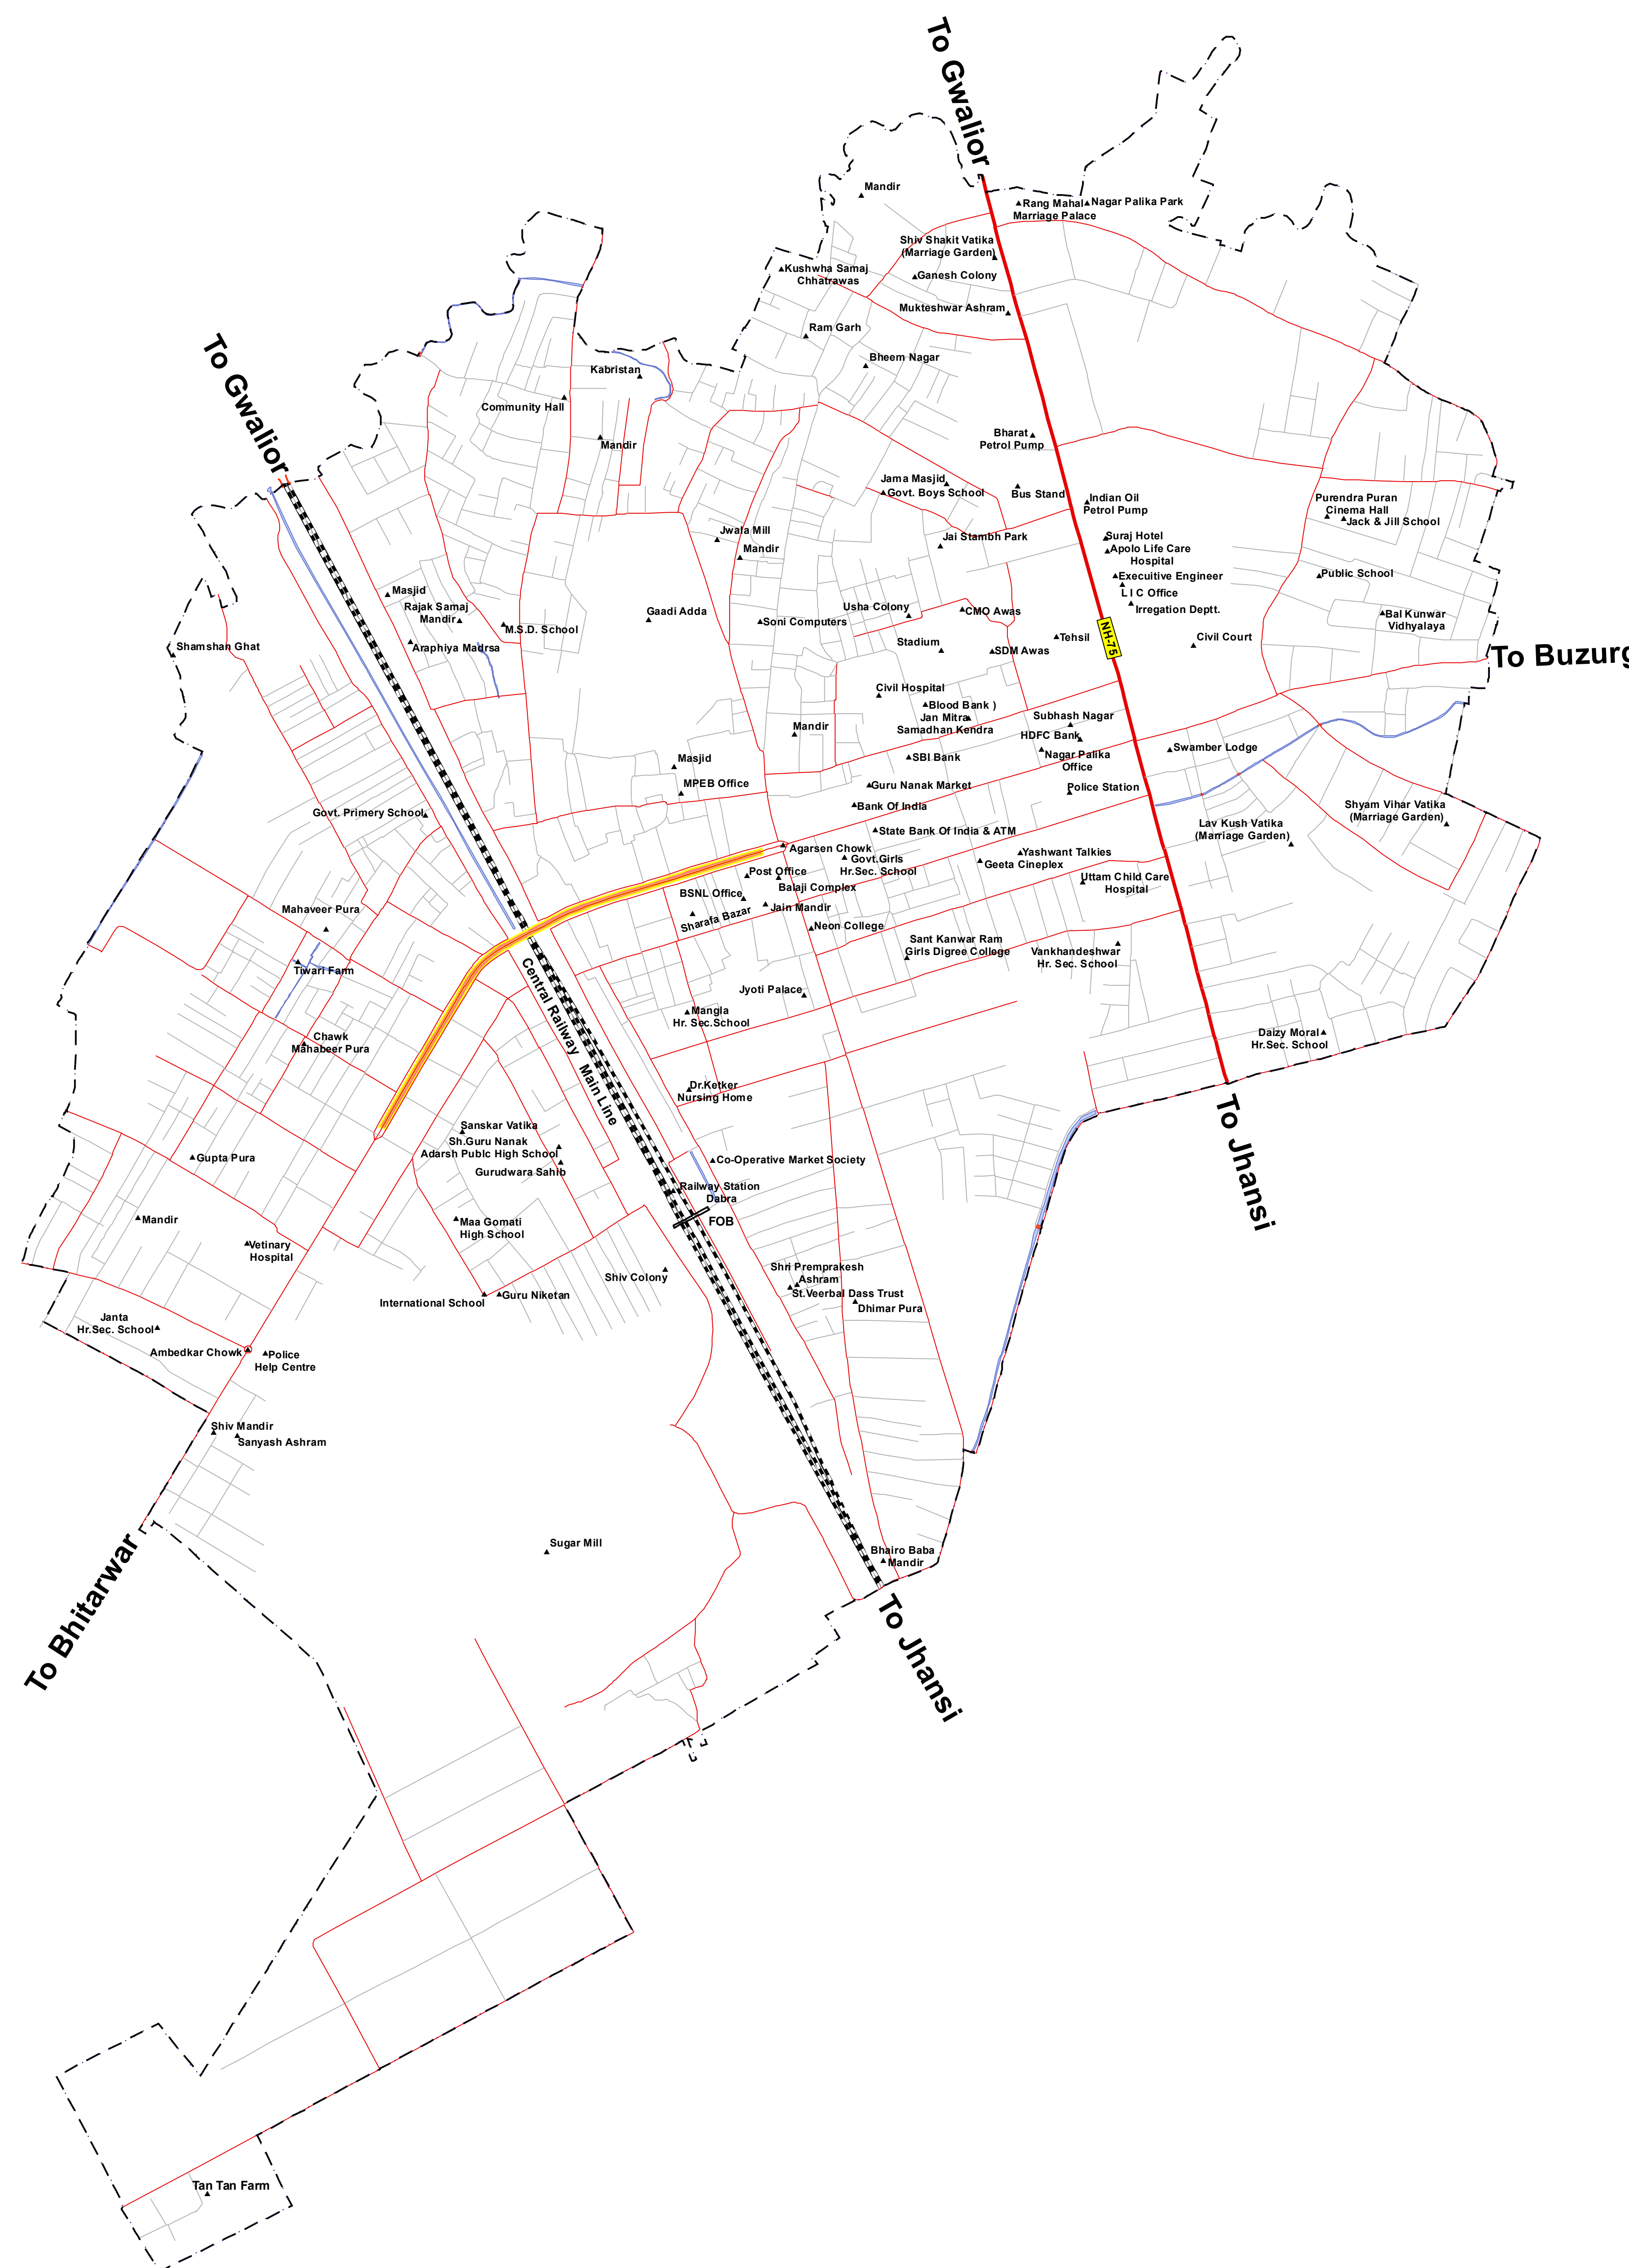 To Gwalior
Mandir
Rang Mahal
Marriage Palace
Nagar Palika Park
Shiv Shakit Vatika
(Marriage Garden)
Kushwha Samaj
Chhatrawas
Ganesh Colony
Mukteshwar Ashram
Ram Garh
To Gwalior
Bheem Nagar
Kabristan
Community Hall
Mandir
Bharat
Petrol Pump
Jama Masjid
Govt. Boys School
Bus Stand
Indian Oil
Petrol Pump
Purendra Puran
Cinema Hall
Jack & Jill School
Jwala Mill
Mandir
Jai Stambh Park
Suraj Hotel
Apolo Life Care
Hospital
Execuitive Engineer
L I C Office
Irregation Deptt.
Public School
Bal Kunwar
Vidhyalaya
Masjid
Rajak Samaj
Mandir
M.S.D. School
Araphiya Madrsa
Gaadi Adda
Soni Computers
Usha Colony
CMO Awas
Stadium
SDM Awas
Tehsil
NH-75
Civil Court
To Buzurg
Shamshan Ghat
Civil Hospital
Blood Bank )
Jan Mitra
Samadhan Kendra
Subhash Nagar
HDFC Bank
Mandir
Nagar Palika
Office
Swamber Lodge
Masjid
SBI Bank
MPEB Office
Guru Nanak Market
Police Station
Govt. Primery School
Bank Of India
Shyam Vihar Vatika
(Marriage Garden)
State Bank Of India & ATM
Lav Kush Vatika
(Marriage Garden)
Agarsen Chowk
Govt.Girls
Hr.Sec. School
Yashwant Talkies
Geeta Cineplex
Post Office
Balaji Complex
Uttam Child Care
Hospital
BSNL Office
Jain Mandir
Sharafa Bazar
Neon College
Mahaveer Pura
Sant Kanwar Ram
Girls Digree College
Vankhandeshwar
Hr. Sec. School
Tiwari Farm
Central Railway Main Line
Jyoti Palace
Mangla
Hr. Sec.School
Chawk
Mahabeer Pura
Daizy Moral
Hr.Sec. School
Dr.Ketker
Nursing Home
To Jhansi
Sanskar Vatika
Sh.Guru Nanak
Adarsh Publc High School
Gurudwara Sahib
Gupta Pura
Co-Operative Market Society
Railway Station
Dabra
FOB
Mandir
Maa Gomati
High School
Vetinary
Hospital
Shiv Colony
Shri Premprakesh
Ashram
St.Veerbal Dass Trust
Dhimar Pura
International School
Guru Niketan
Janta
Hr.Sec. School
Ambedkar Chowk
Police
Help Centre
Shiv Mandir
Sanyash Ashram
Sugar Mill
Bhairo Baba
Mandir
To Bhitarwar
To Jhansi
Tan Tan Farm